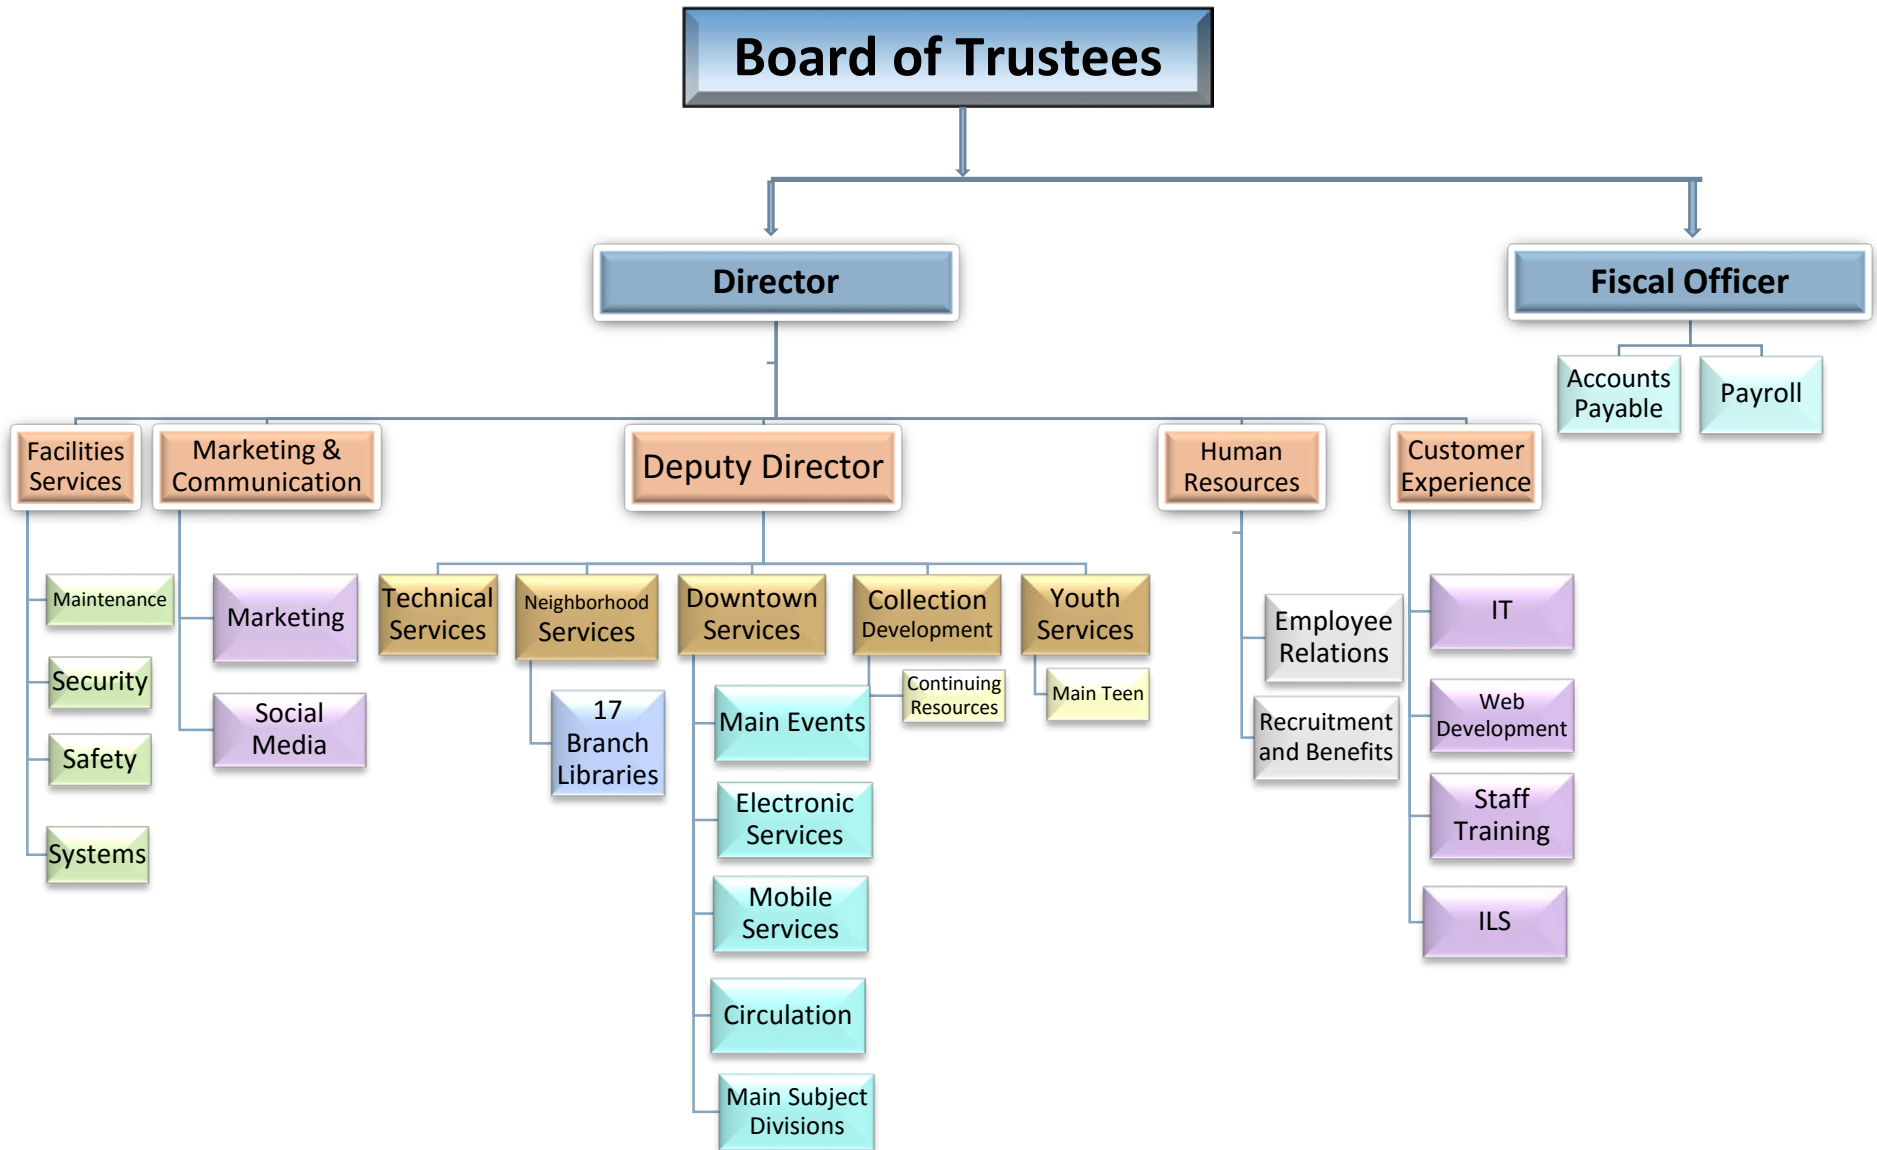 Board of Trustees
Director
Fiscal Officer
Accounts
Payable
Payroll
Facilities
Services
Marketing &
Communication
Deputy Director
Human
Resources
Customer
Experience
Maintenance
Security
Safety
Systems
Marketing
Social
Media
Technical
Services
Neighborhood
Services
17
Branch
Libraries
Downtown
Services
Main Events
Electronic
Services
Mobile
Services
Circulation
Main Subject
Divisions
Collection
Development
Continuing
Resources
Youth
Services
Main Teen
Employee
Relations
Recruitment
and Benefits
IT
Web
Development
Staff
Training
ILS